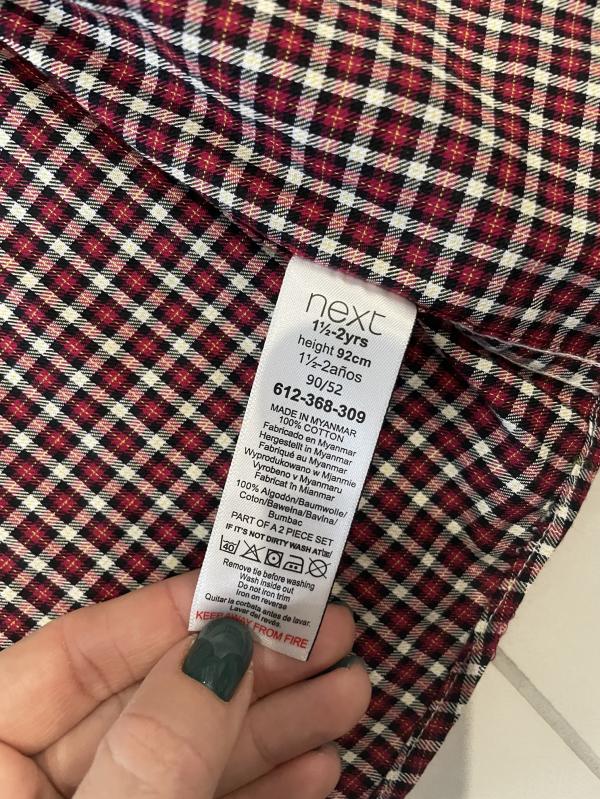 next
1½-2yrs
height 92cm
1½-2años
90/52
612-368-309
MADE IN MYANMAR
100% COTTON
Fabricado en Myanmar
Hergestellt in Myanmar
Fabriqué au Myanmar
Wyprodukowano w Mjanmie
Vyrobeno v Myanmaru
Fabricat în Mianmar
100% Algodón/Baumwolle/
Coton/Bawełna/Bavlna/
Bumbac
PART OF A 2 PIECE SET
IF IT'S NOT DIRTY WASH AT 30
40
Remove tie before washing
Wash inside out
Do not iron trim
Iron on reverse
Quitar la corbata antes de lavar.
Lavar del revés.
KEEP AWAY FROM FIRE